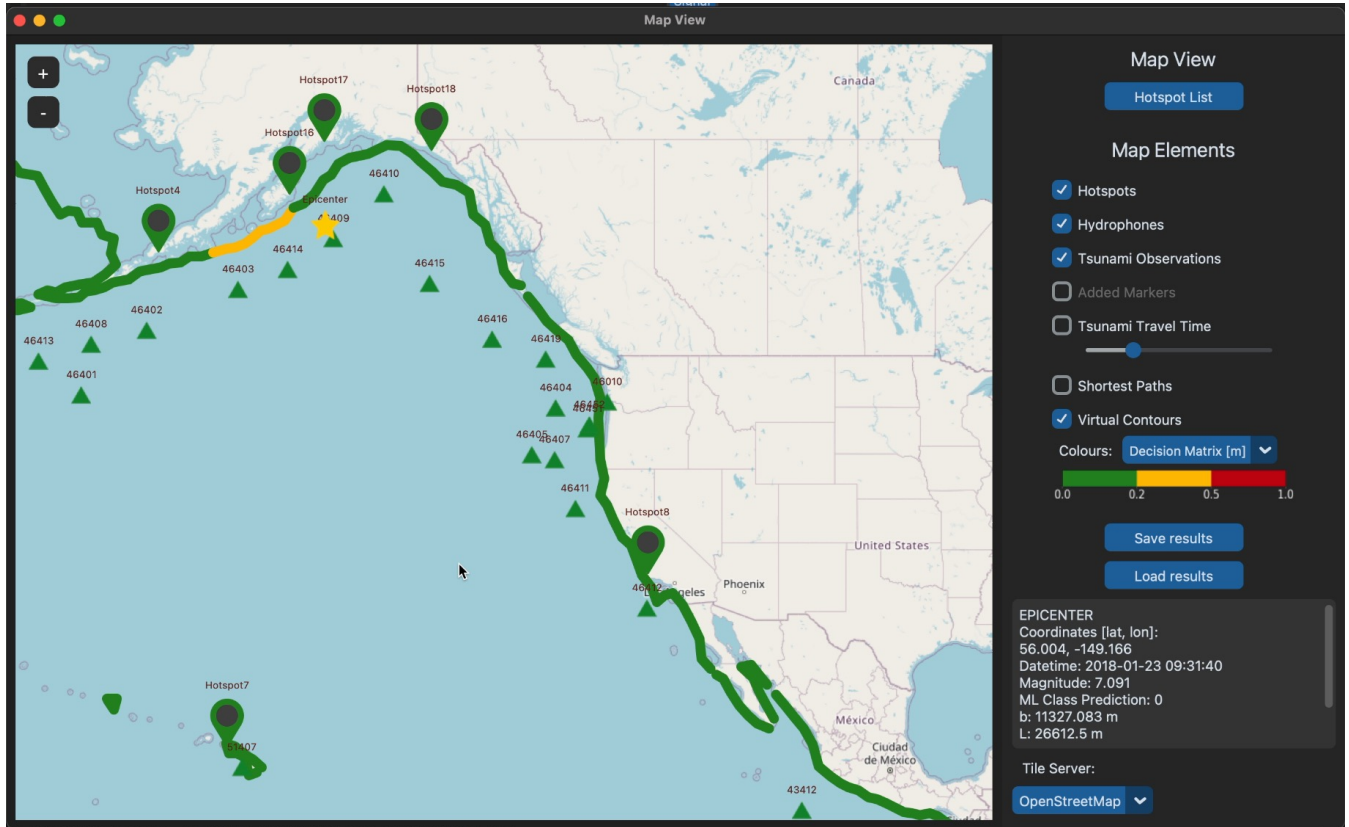 Map View
+
-
Hotspot17
Hotspot18
Canada
Hotspot16
46410
Hotspot4
Epicenter
46409
46414
46403
46415
46402
46408
46413
46401
46416
46419
46404
46010
46452
46451
46405
46407
46411
Hotspot8
United States
46412
Los Angeles
Phoenix
Hotspot7
51407
México
Ciudad
de México
43412
Ciudad
Map View
Hotspot List
Map Elements
Hotspots
Hydrophones
Tsunami Observations
Added Markers
Tsunami Travel Time
Shortest Paths
Virtual Contours
Colours: Decision Matrix [m]
0.0 0.2 0.5 1.0
Save results
Load results
EPICENTER
Coordinates [lat, lon]:
56.004, -149.166
Datetime: 2018-01-23 09:31:40
Magnitude: 7.091
ML Class Prediction: 0
b: 11327.083 m
L: 26612.5 m
Tile Server:
OpenStreetMap